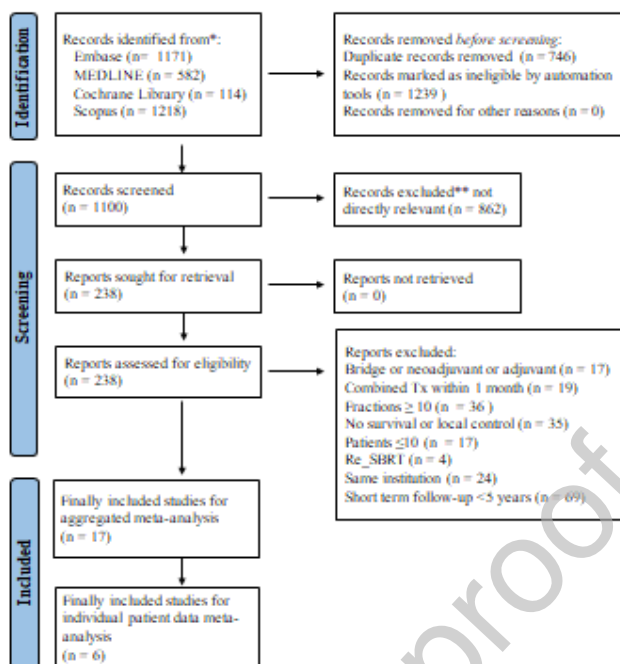 Identification
Records identified from*:
Embase (n= 1171)
MEDLINE (n = 582)
Cochrane Library (n = 114)
Scopus (n = 1218)
Records removed before screening:
Duplicate records removed (n = 746)
Records marked as ineligible by automation
tools (n = 1239 )
Records removed for other reasons (n = 0)
Screening
Records screened
(n = 1100)
Records excluded** not
directly relevant (n = 862)
Reports sought for retrieval
(n = 238)
Reports not retrieved
(n = 0)
Reports assessed for eligibility
(n = 238)
Reports excluded:
Bridge or neoadjuvant or adjuvant (n = 17)
Combined Tx within 1 month (n = 19)
Fractions ≥ 10 (n = 36 )
No survival or local control (n = 35)
Patients ≤10 (n = 17)
Re_SBRT (n = 4)
Same institution (n = 24)
Short term follow-up <5 years (n = 69)
Included
Finally included studies for
aggregated meta-analysis
(n = 17)
Finally included studies for
individual patient data meta-
analysis
(n = 6)
proof